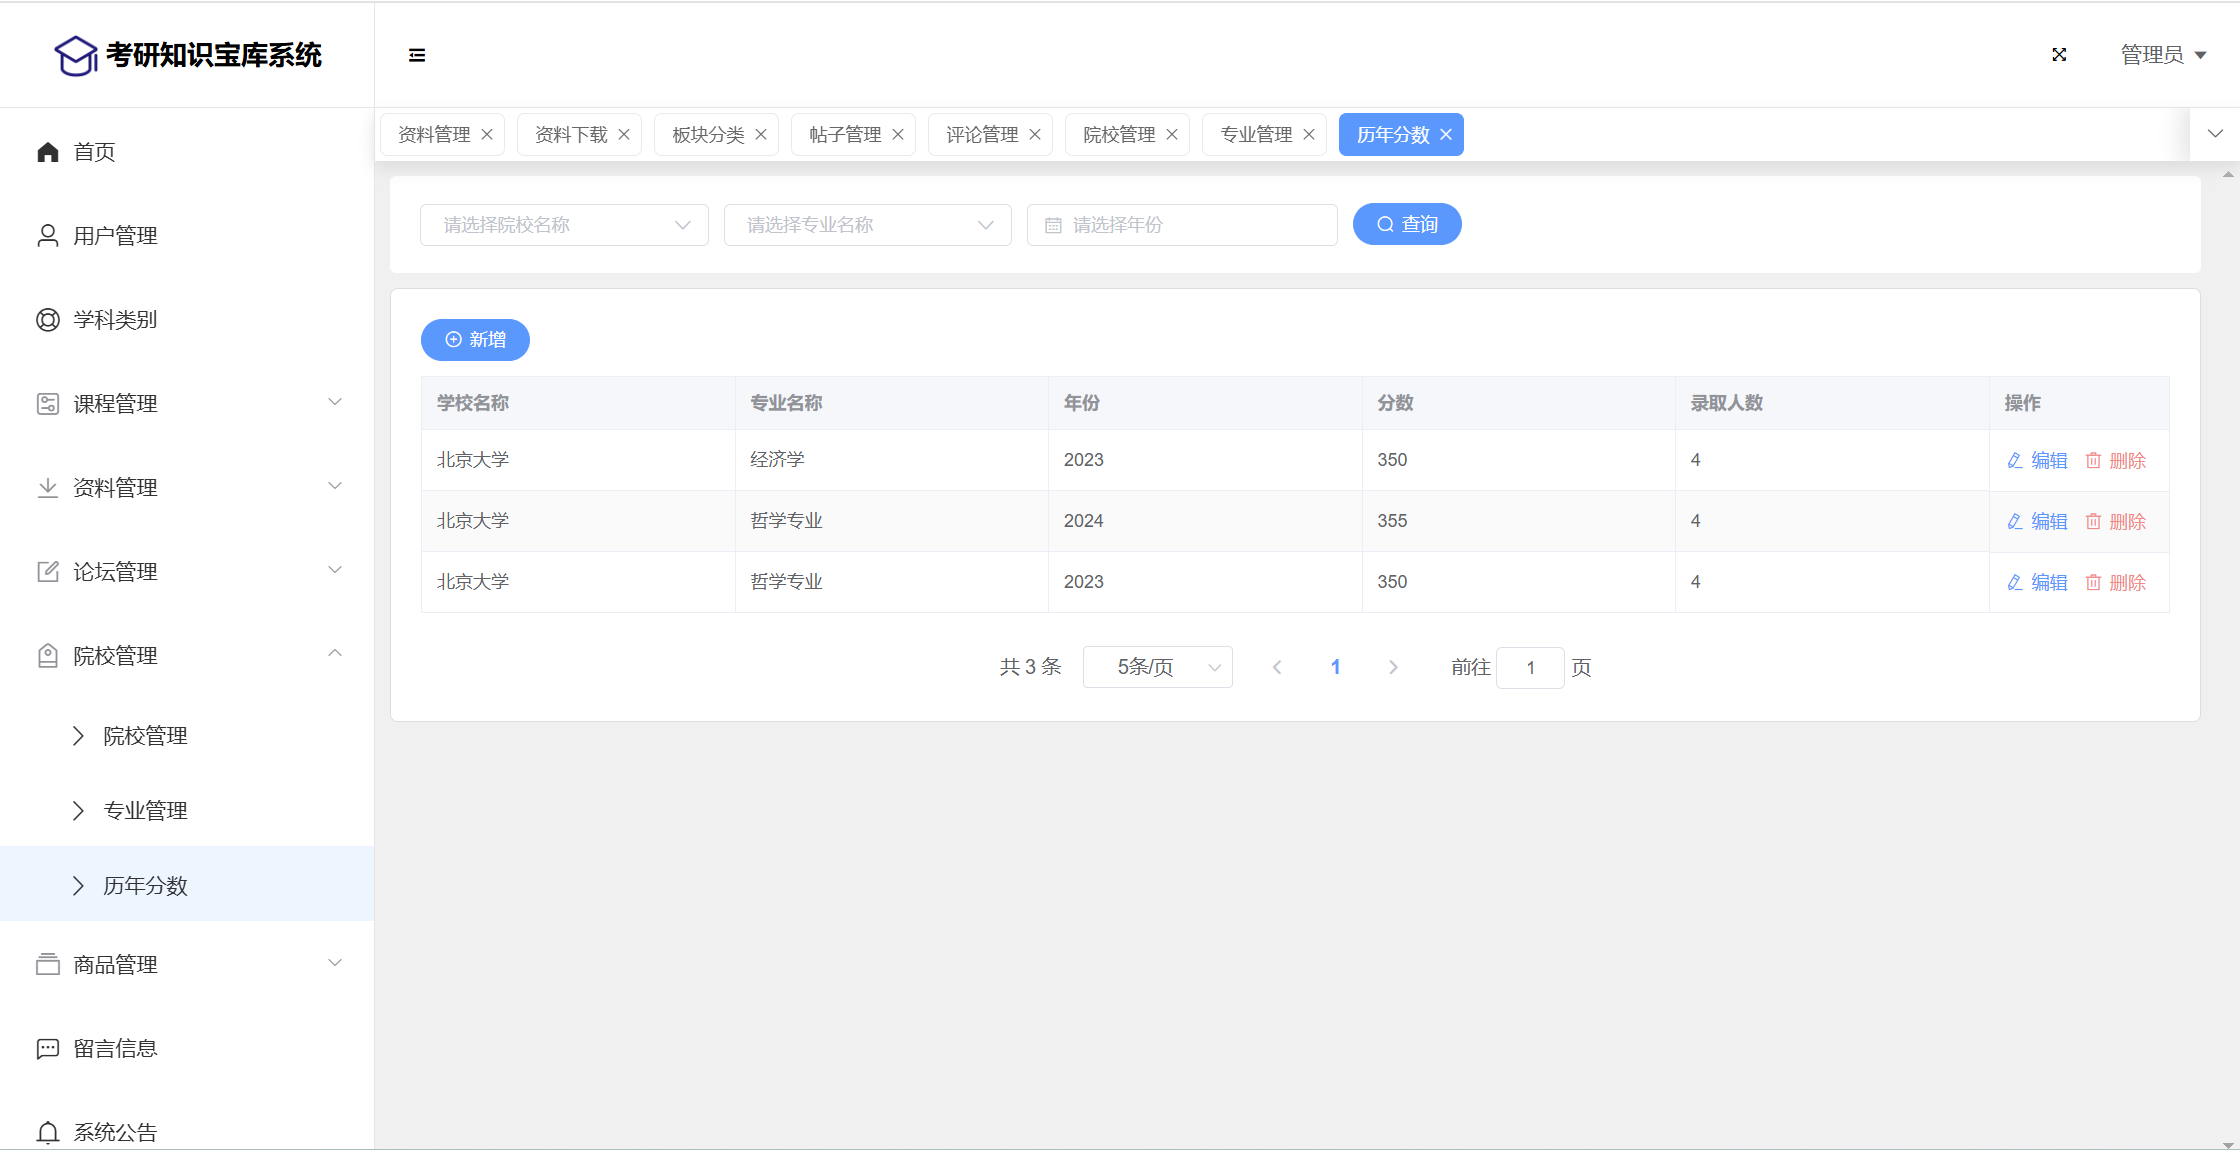 考研知识宝库系统
管理员
首页
用户管理
学科类别
课程管理
资料管理
论坛管理
院校管理
院校管理
专业管理
历年分数
商品管理
留言信息
系统公告
资料管理 资料下载 板块分类 帖子管理 评论管理 院校管理 专业管理 历年分数
请选择院校名称 请选择专业名称 请选择年份 查询
新增
学校名称 专业名称 年份 分数 录取人数 操作
北京大学 经济学 2023 350 4 编辑 删除
北京大学 哲学专业 2024 355 4 编辑 删除
北京大学 哲学专业 2023 350 4 编辑 删除
共 3 条 5条/页 1 前往 1 页